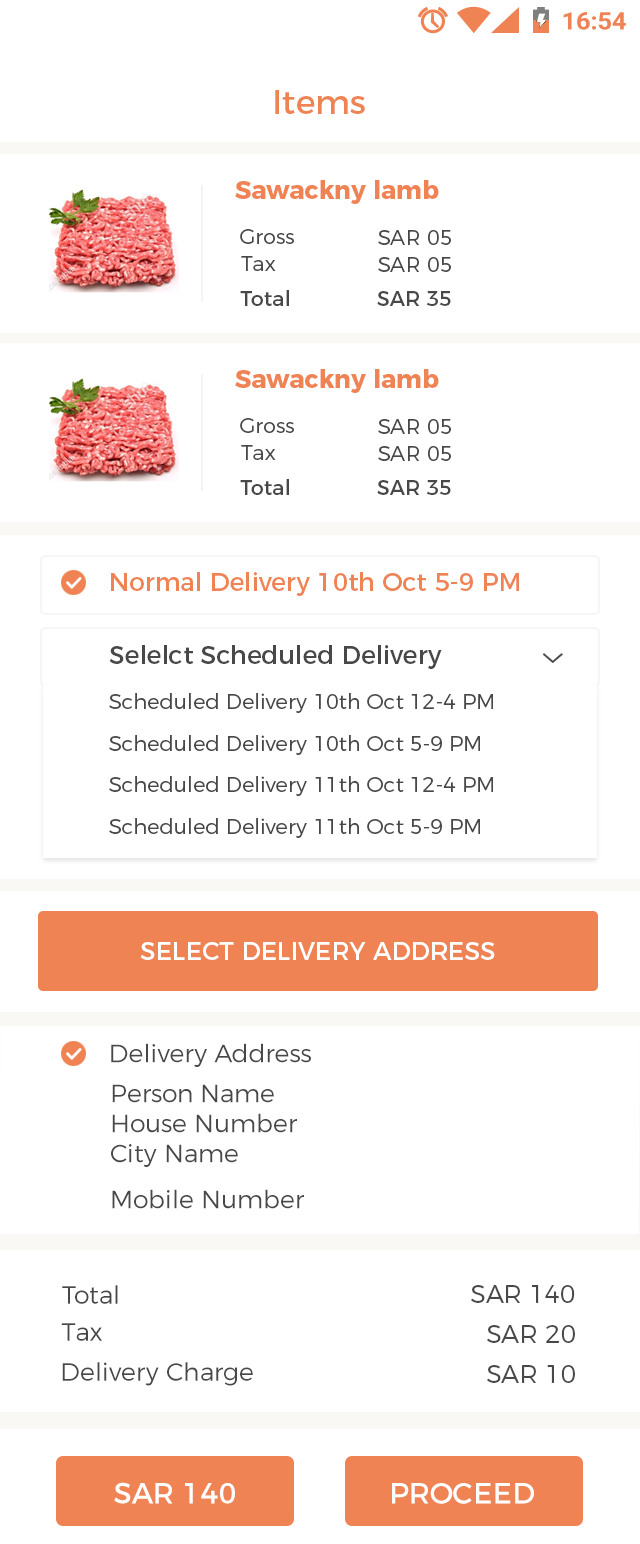 16:54
Items
Sawackny lamb
Gross SAR 05
Tax SAR 05
Total SAR 35
Sawackny lamb
Gross SAR 05
Tax SAR 05
Total SAR 35
Normal Delivery 10th Oct 5-9 PM
Selelct Scheduled Delivery
Scheduled Delivery 10th Oct 12-4 PM
Scheduled Delivery 10th Oct 5-9 PM
Scheduled Delivery 11th Oct 12-4 PM
Scheduled Delivery 11th Oct 5-9 PM
SELECT DELIVERY ADDRESS
Delivery Address
Person Name
House Number
City Name
Mobile Number
Total SAR 140
Tax SAR 20
Delivery Charge SAR 10
SAR 140 PROCEED